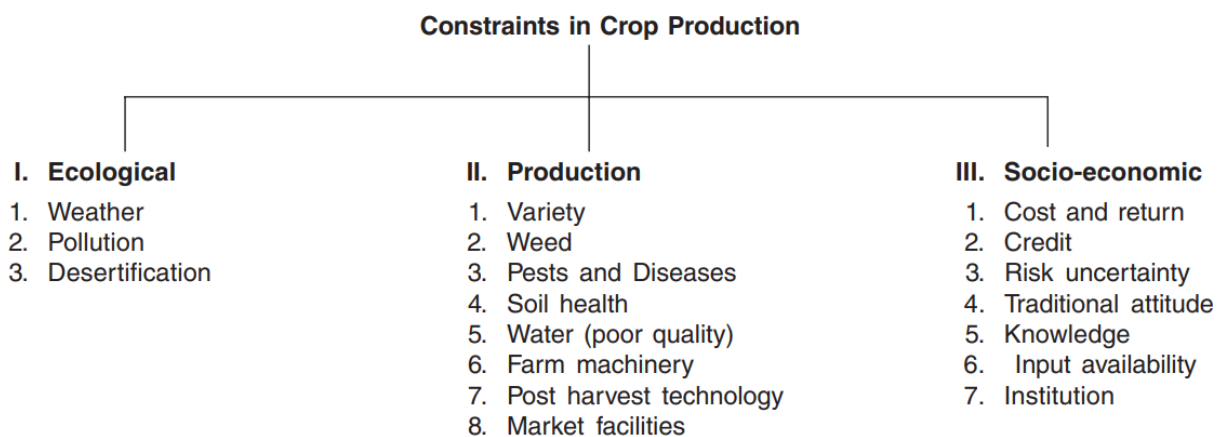 Constraints in Crop Production
I. Ecological
1. Weather
2. Pollution
3. Desertification
II. Production
1. Variety
2. Weed
3. Pests and Diseases
4. Soil health
5. Water (poor quality)
6. Farm machinery
7. Post harvest technology
8. Market facilities
III. Socio-economic
1. Cost and return
2. Credit
3. Risk uncertainty
4. Traditional attitude
5. Knowledge
6. Input availability
7. Institution